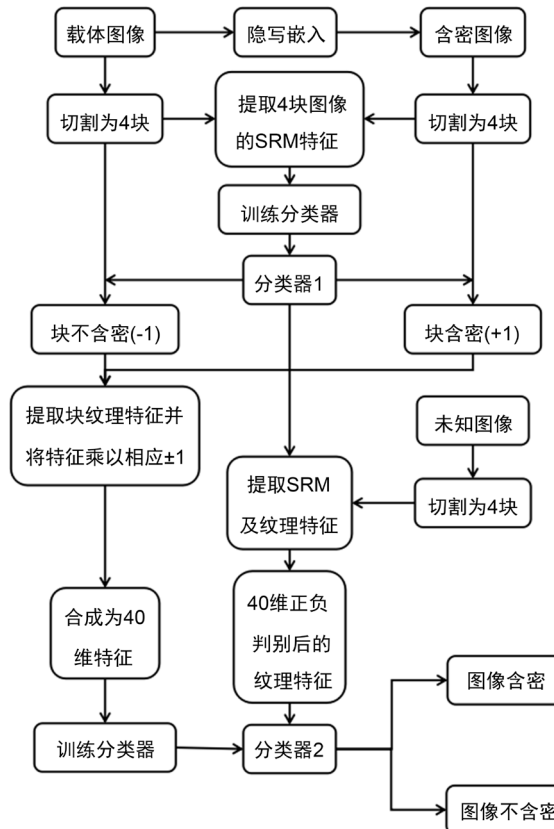 载体图像
隐写嵌入
含密图像
切割为4块
提取4块图像
的SRM特征
切割为4块
训练分类器
分类器1
块不含密(-1)
块含密(+1)
提取块纹理特征并
将特征乘以相应±1
未知图像
提取SRM
及纹理特征
切割为4块
合成为40
维特征
40维正负
判别后的
纹理特征
图像含密
训练分类器
分类器2
图像不含密